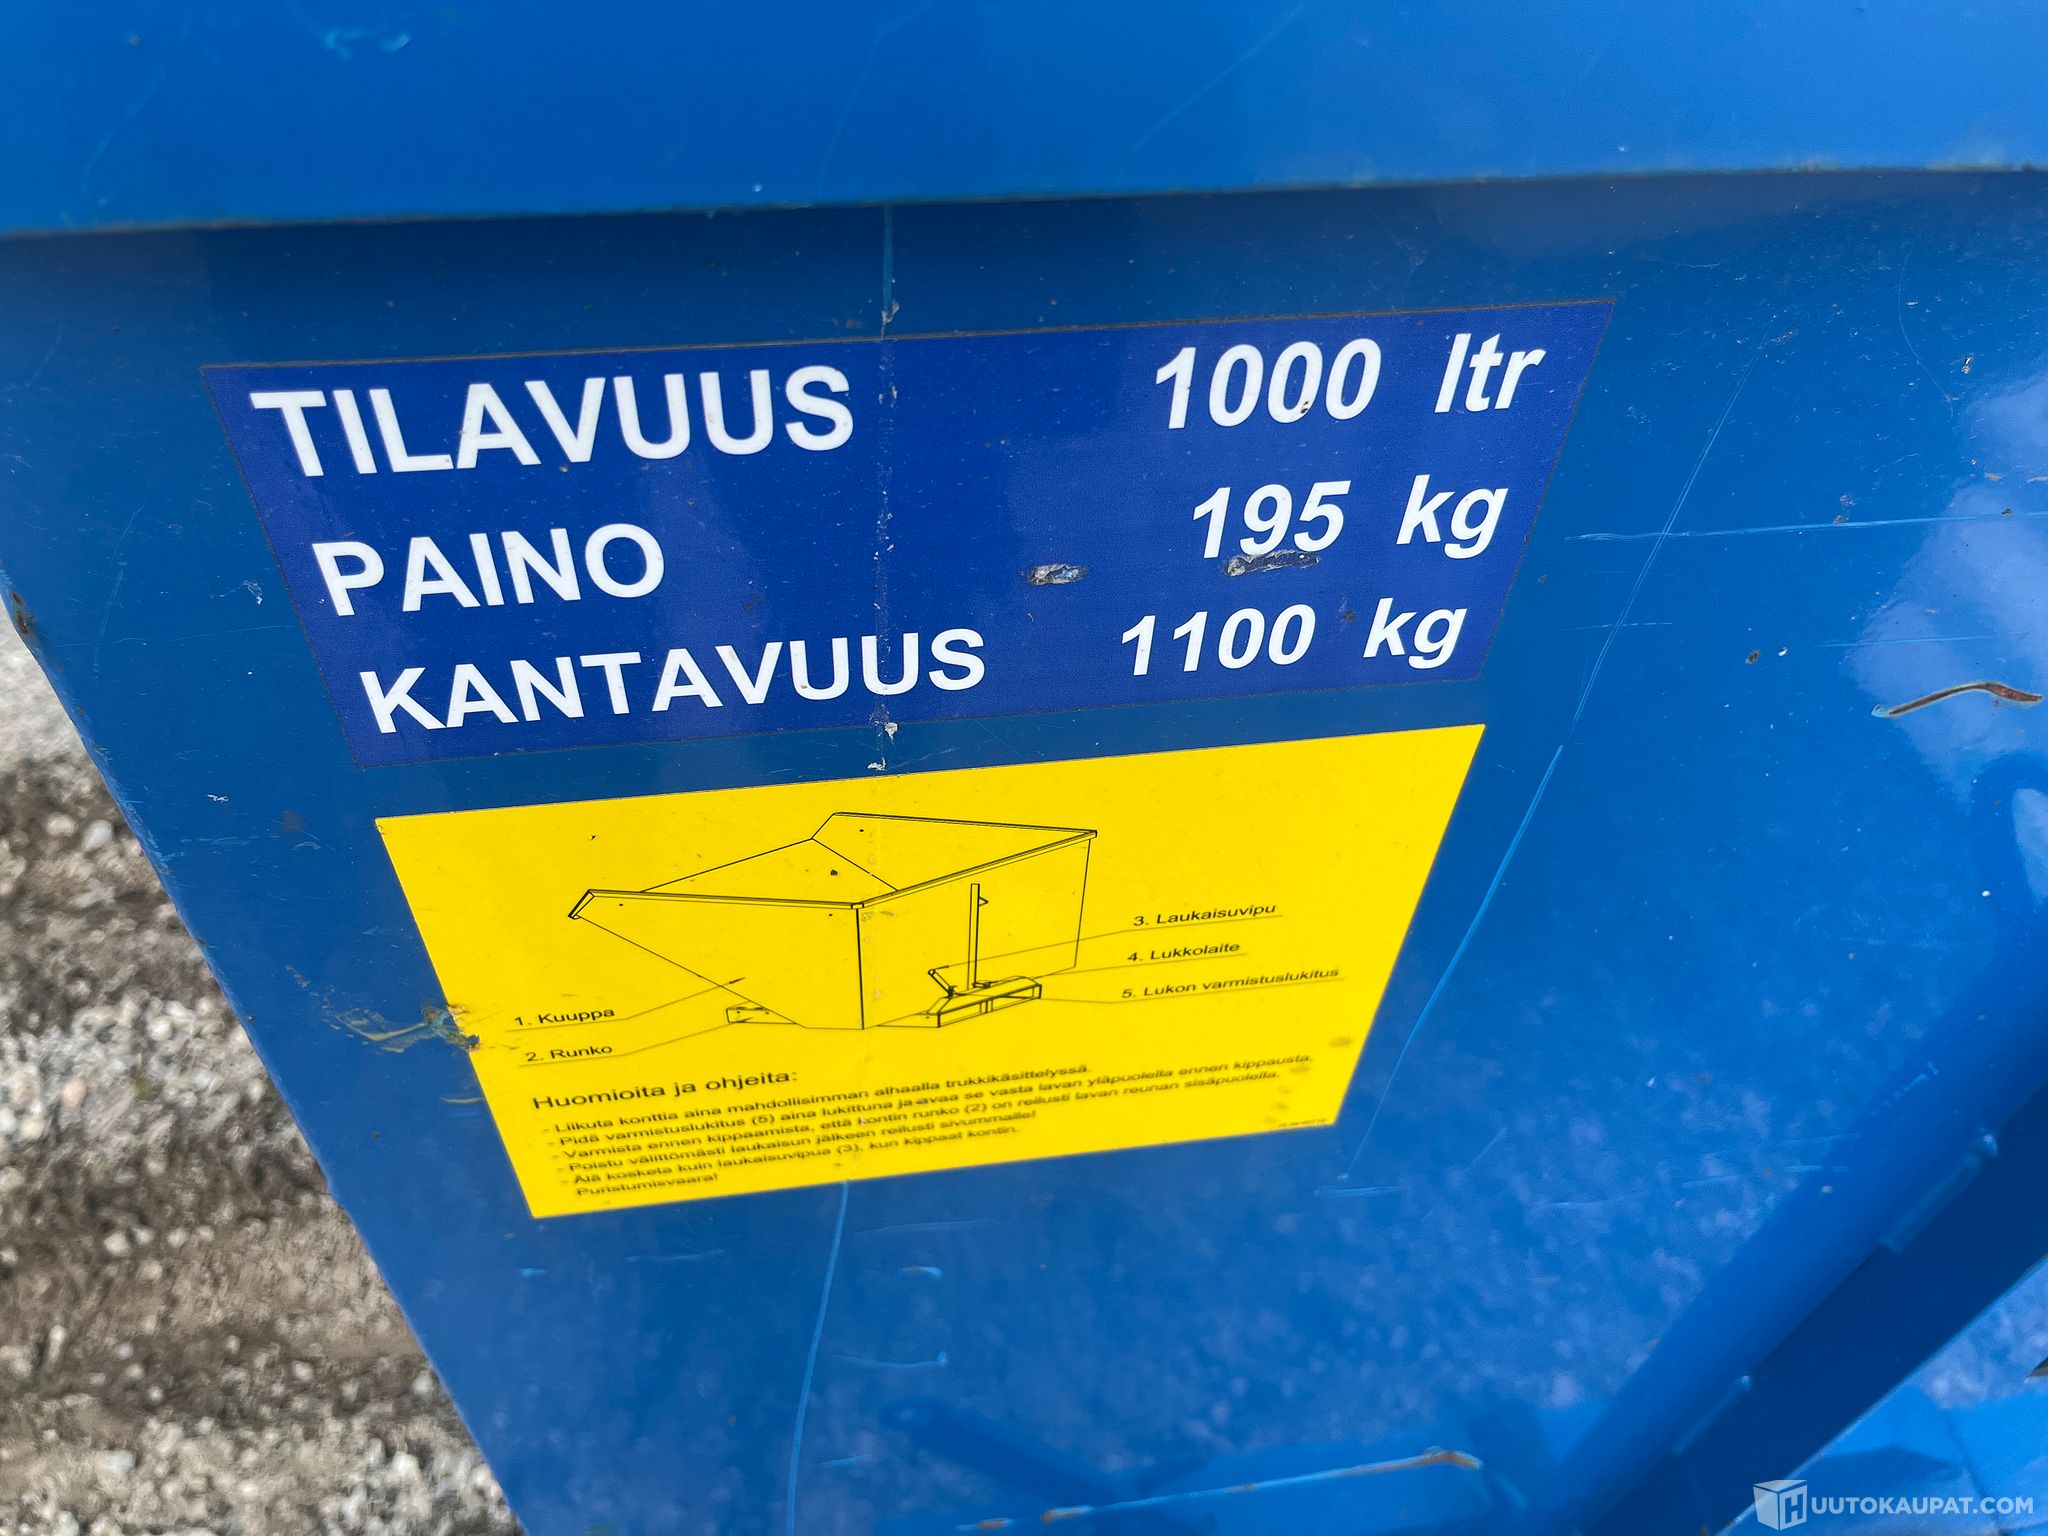 TILAVUUS 1000 ltr
PAINO 195 kg
KANTAVUUS 1100 kg
3. Laukaisuvipu
4. Lukkolaite
5. Lukon varmistuslukitus
1. Kuuppa
2. Runko
Huomioita ja ohjeita:
- Liikuta konttia aina mahdollisimman alhaalla trukkikäsittelyssä.
- Pidä varmistuslukitus (5) aina lukittuna ja avaa se vasta lavan yläpuolella ennen kippausta.
- Varmista ennen kippaamista, että kontin runko (2) on reilusti lavan reunan sisäpuolella.
- Poistu välittömästi laukaisun jälkeen reilusti sivummalle!
- Älä kosketa kuin laukaisuvipua (3), kun kippaat kontin.
Puristumisvaara!
HUUTOKAUPAT.COM